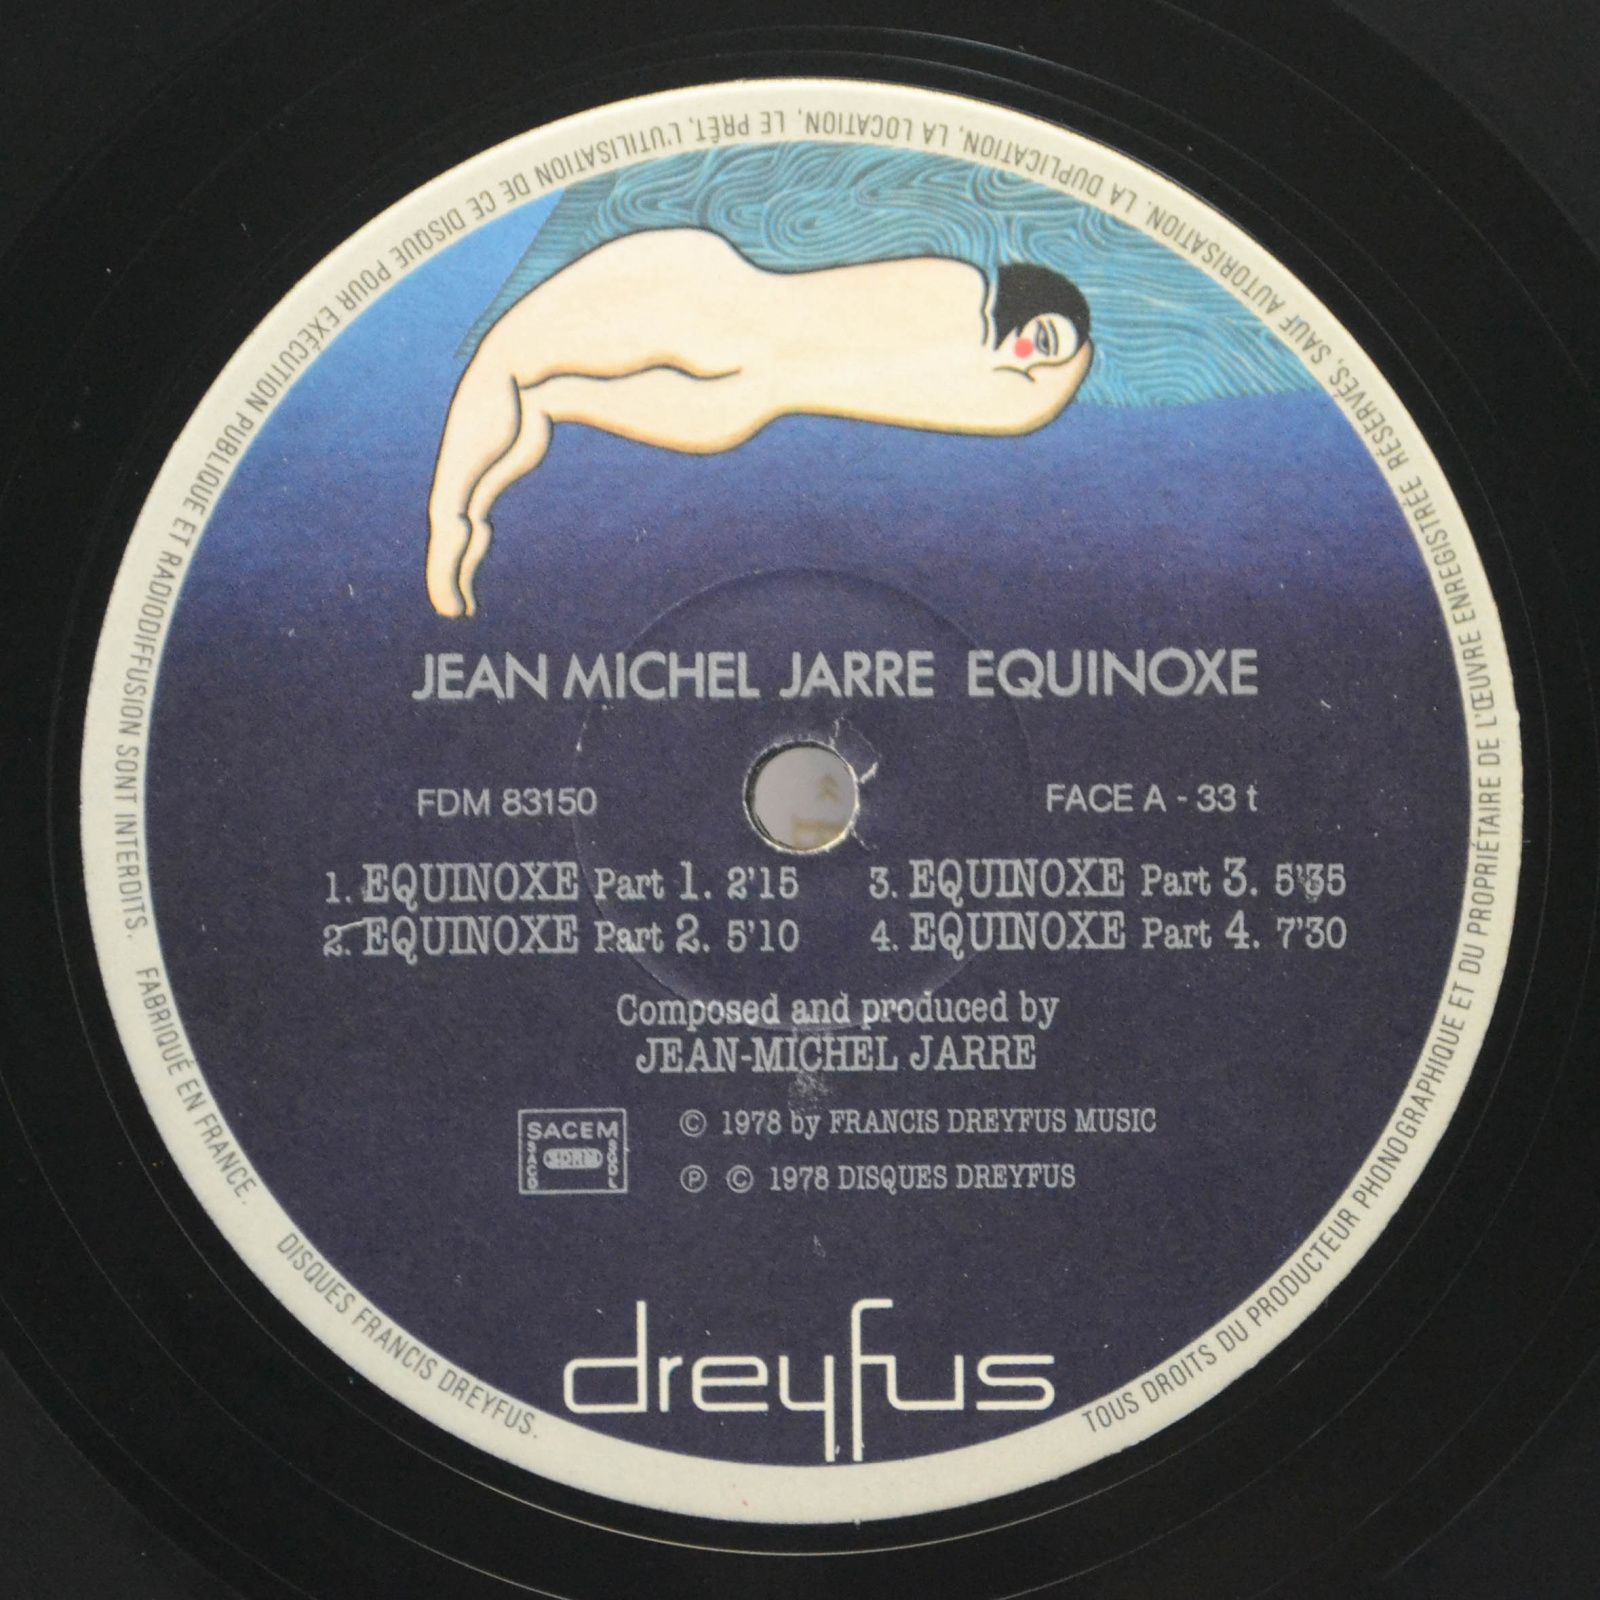 JEAN MICHEL JARRE EQUINOXE
FDM 83150
FACE A - 33 t
1. EQUINOXE Part 1. 2'15
2. EQUINOXE Part 2. 5'10
3. EQUINOXE Part 3. 5'35
4. EQUINOXE Part 4. 7'30
Composed and produced by
JEAN-MICHEL JARRE
SACEM
SACD
SDRM
SGDL
© 1978 by FRANCIS DREYFUS MUSIC
℗ © 1978 DISQUES DREYFUS
dreyfus
TOUS DROITS DU PRODUCTEUR PHONOGRAPHIQUE ET DU PROPRIÉTAIRE DE L'ŒUVRE ENREGISTRÉE RÉSERVÉS, SAUF AUTORISATION, LA DUPLICATION, LA LOCATION, LE PRÊT, L'UTILISATION DE CE DISQUE POUR EXÉCUTION PUBLIQUE ET RADIODIFFUSION SONT INTERDITS. FABRIQUÉ EN FRANCE. DISQUES FRANCIS DREYFUS.